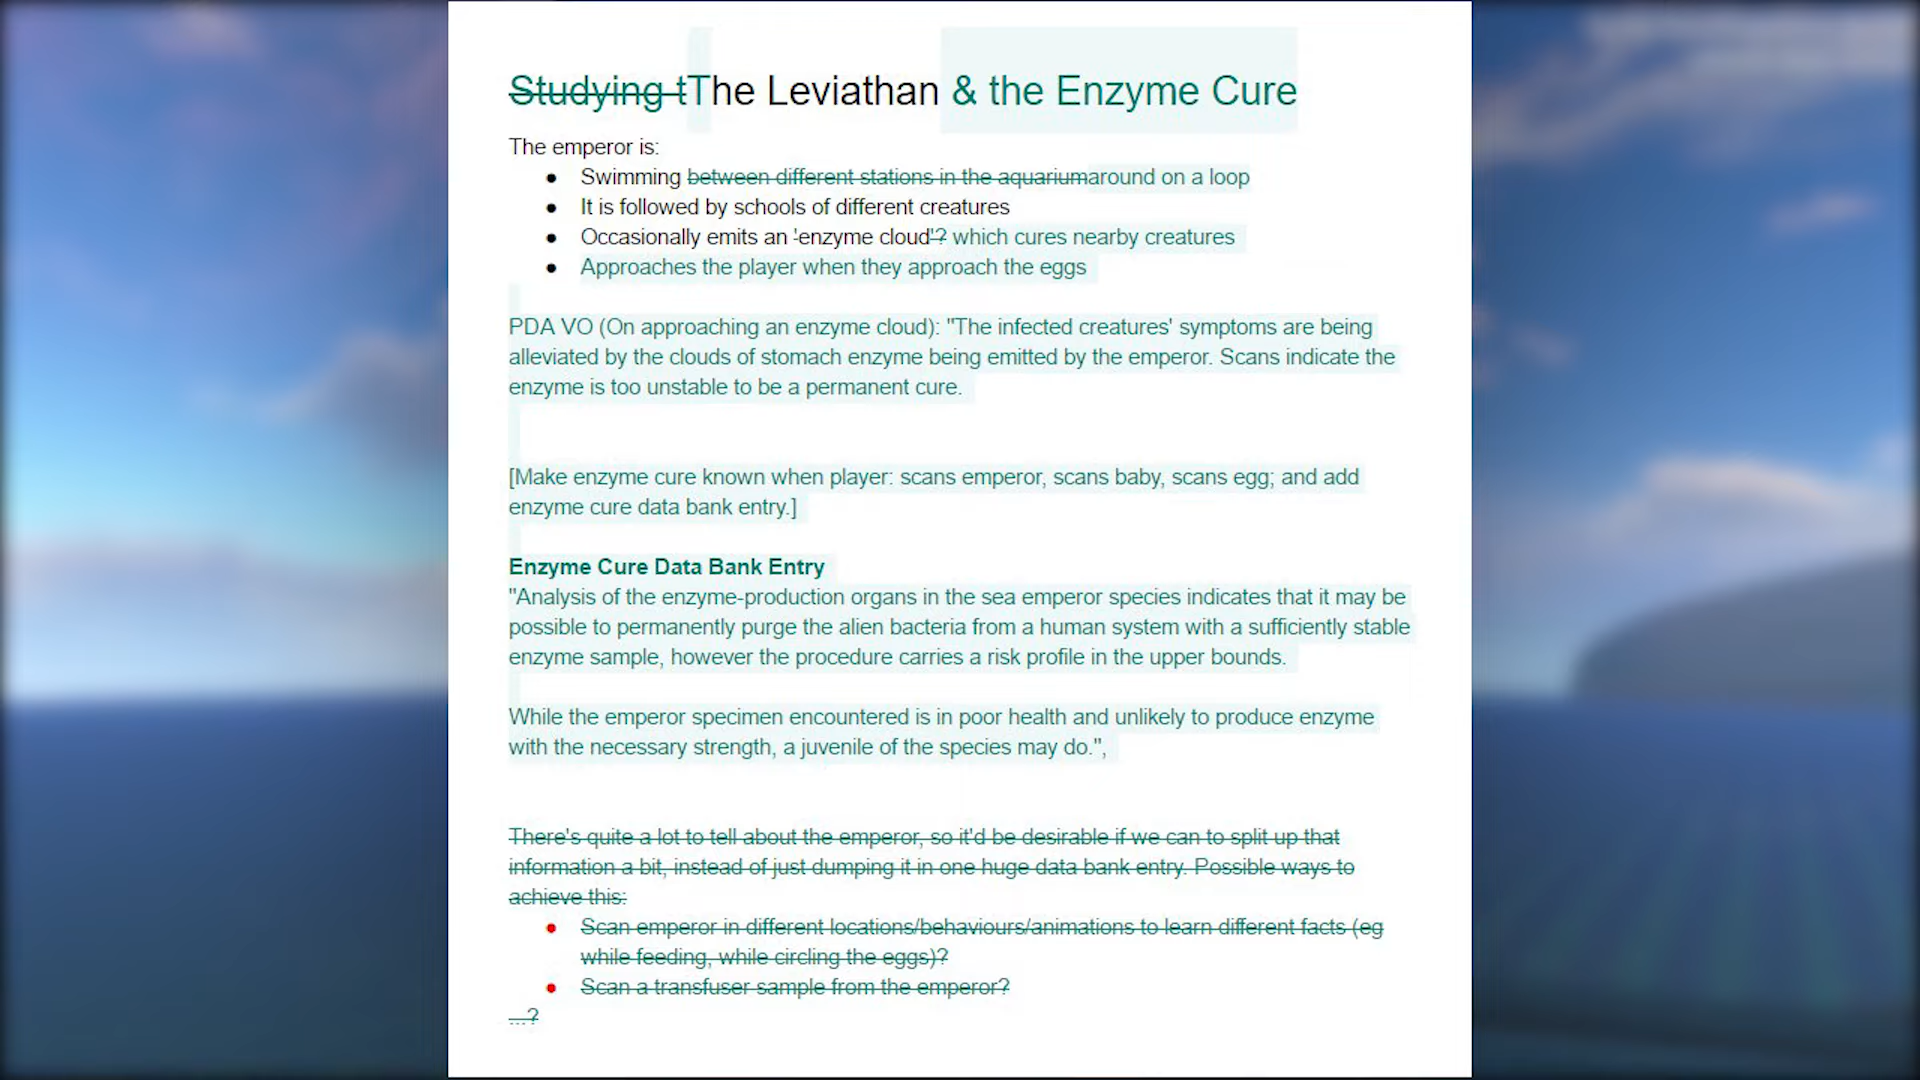 Studying tThe Leviathan & the Enzyme Cure
The emperor is:
● Swimming between different stations in the aquariumaround on a loop
● It is followed by schools of different creatures
● Occasionally emits an 'enzyme cloud'? which cures nearby creatures
● Approaches the player when they approach the eggs
PDA VO (On approaching an enzyme cloud): "The infected creatures' symptoms are being
alleviated by the clouds of stomach enzyme being emitted by the emperor. Scans indicate the
enzyme is too unstable to be a permanent cure.
[Make enzyme cure known when player: scans emperor, scans baby, scans egg; and add
enzyme cure data bank entry.]
Enzyme Cure Data Bank Entry
"Analysis of the enzyme-production organs in the sea emperor species indicates that it may be
possible to permanently purge the alien bacteria from a human system with a sufficiently stable
enzyme sample, however the procedure carries a risk profile in the upper bounds.
While the emperor specimen encountered is in poor health and unlikely to produce enzyme
with the necessary strength, a juvenile of the species may do.",
There's quite a lot to tell about the emperor, so it'd be desirable if we can to split up that
information a bit, instead of just dumping it in one huge data bank entry. Possible ways to
achieve this:
● Scan emperor in different locations/behaviours/animations to learn different facts (eg
while feeding, while circling the eggs)?
● Scan a transfuser sample from the emperor?
...?